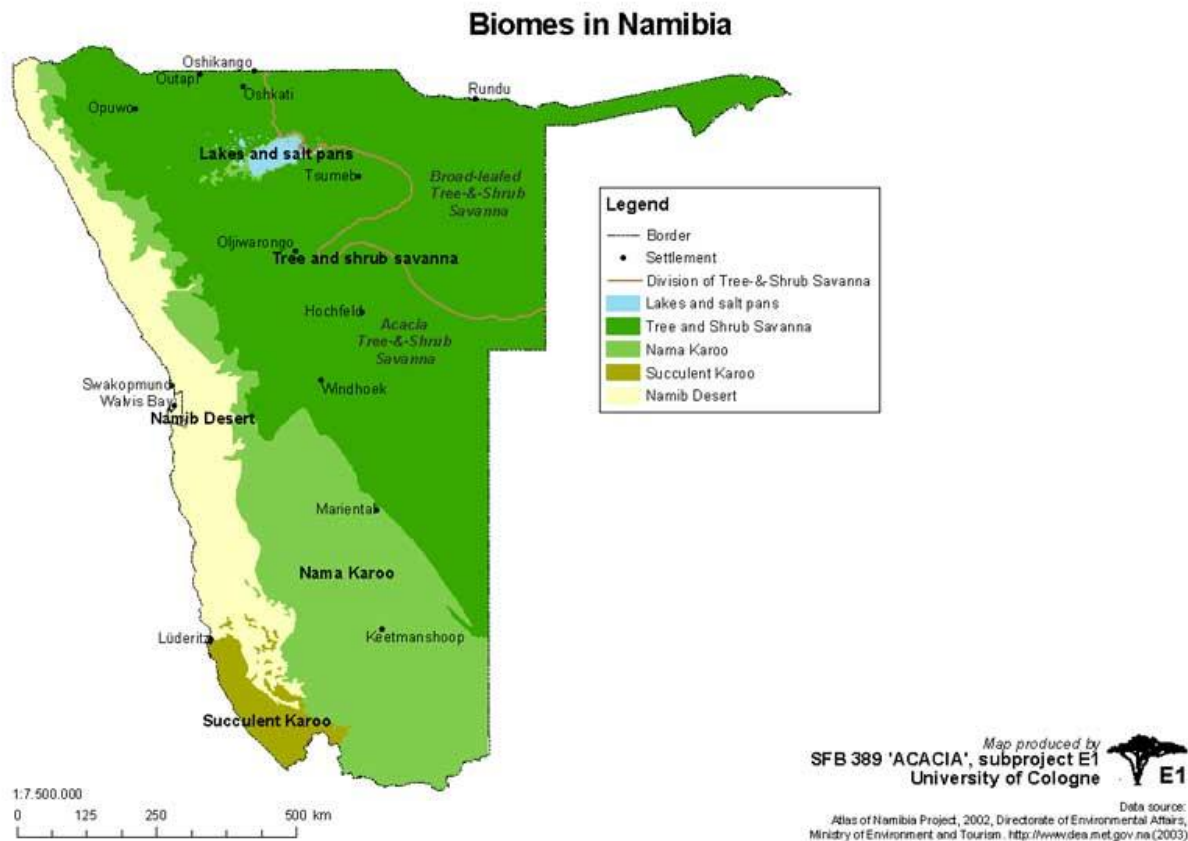 Biomes in Namibia
Oshikango
Outapi
Oshkati
Rundu
Opuwo
Lakes and salt pans
Tsumeb
Broad-leafed
Tree-&-Shrub
Savanna
Otjiwarongo
Tree and shrub savanna
Hochfeld
Acacia
Tree-&-Shrub
Savanna
Windhoek
Swakopmund
Walvis Bay
Namib Desert
Mariental
Nama Karoo
Lüderitz
Keetmanshoop
Succulent Karoo
Legend
Border
Settlement
Division of Tree-&-Shrub Savanna
Lakes and salt pans
Tree and Shrub Savanna
Nama Karoo
Succulent Karoo
Namib Desert
1:7.500.000
0 125 250 500 km
Map produced by
SFB 389 'ACACIA', subproject E1
University of Cologne
E1
Data source:
Atlas of Namibia Project, 2002, Directorate of Environmental Affairs,
Ministry of Environment and Tourism. http://www.dea.met.gov.na (2003)